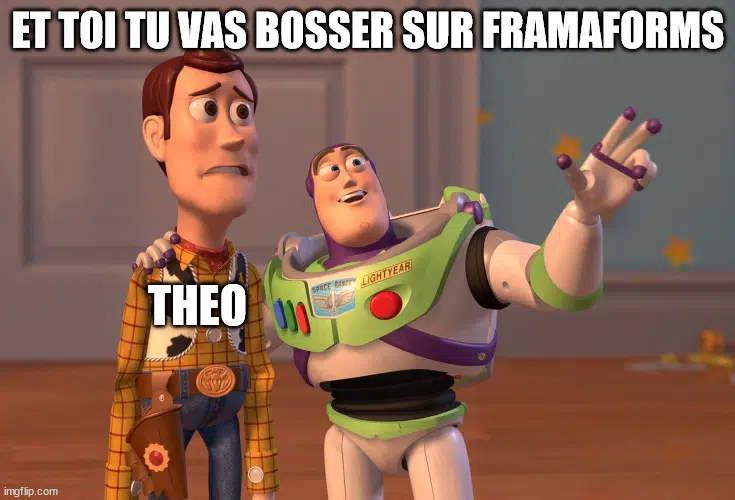 ET TOI TU VAS BOSSER SUR FRAMAFORMS
SPACE RANGER
LIGHTYEAR
THEO
imgflip.com